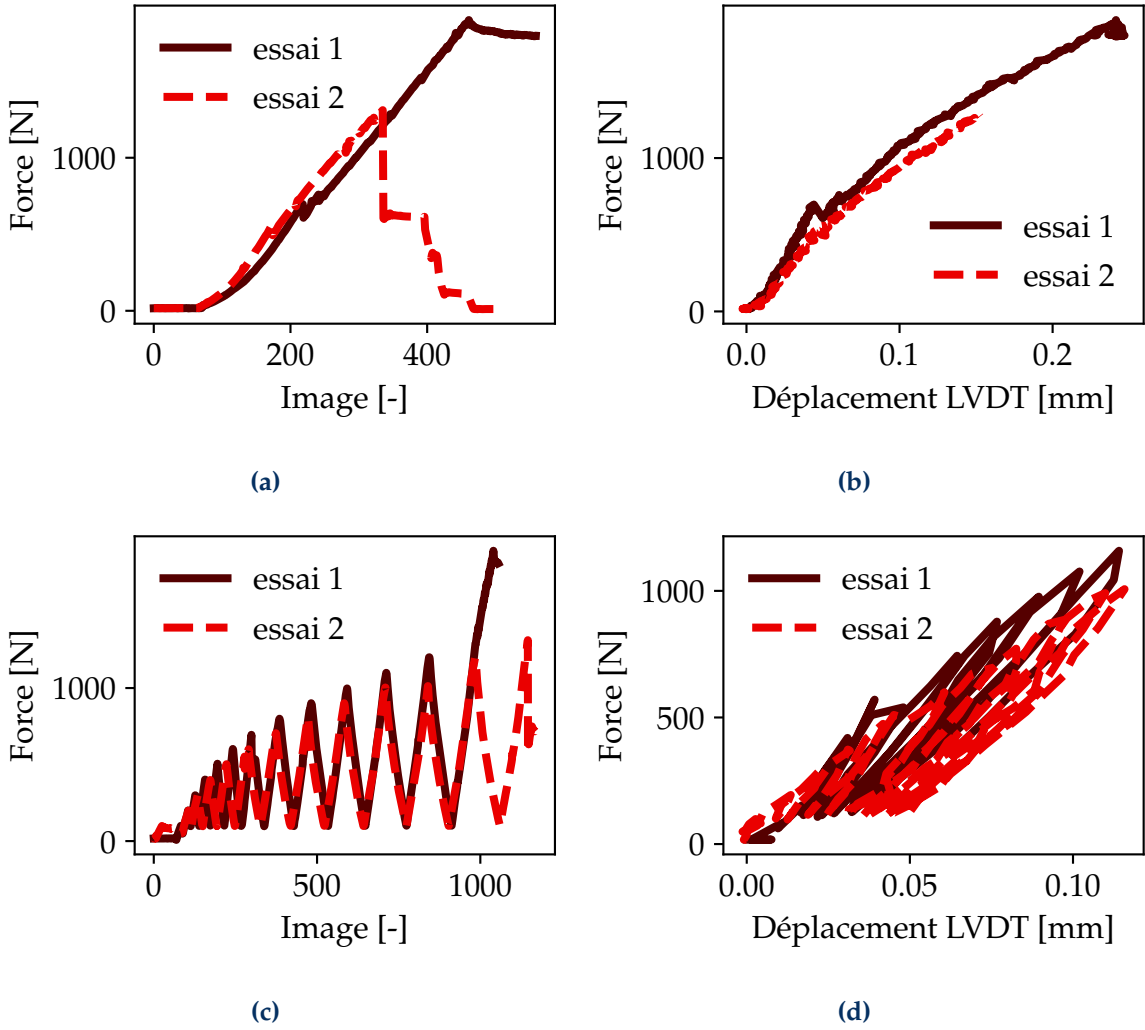 essai 1
essai 2
Force [N]
1000
0
0
200
400
Image [-]
(a)
essai 1
essai 2
Force [N]
1000
0
0.0
0.1
0.2
Déplacement LVDT [mm]
(b)
essai 1
essai 2
Force [N]
1000
0
0
500
1000
Image [-]
(c)
essai 1
essai 2
Force [N]
1000
500
0
0.00
0.05
0.10
Déplacement LVDT [mm]
(d)